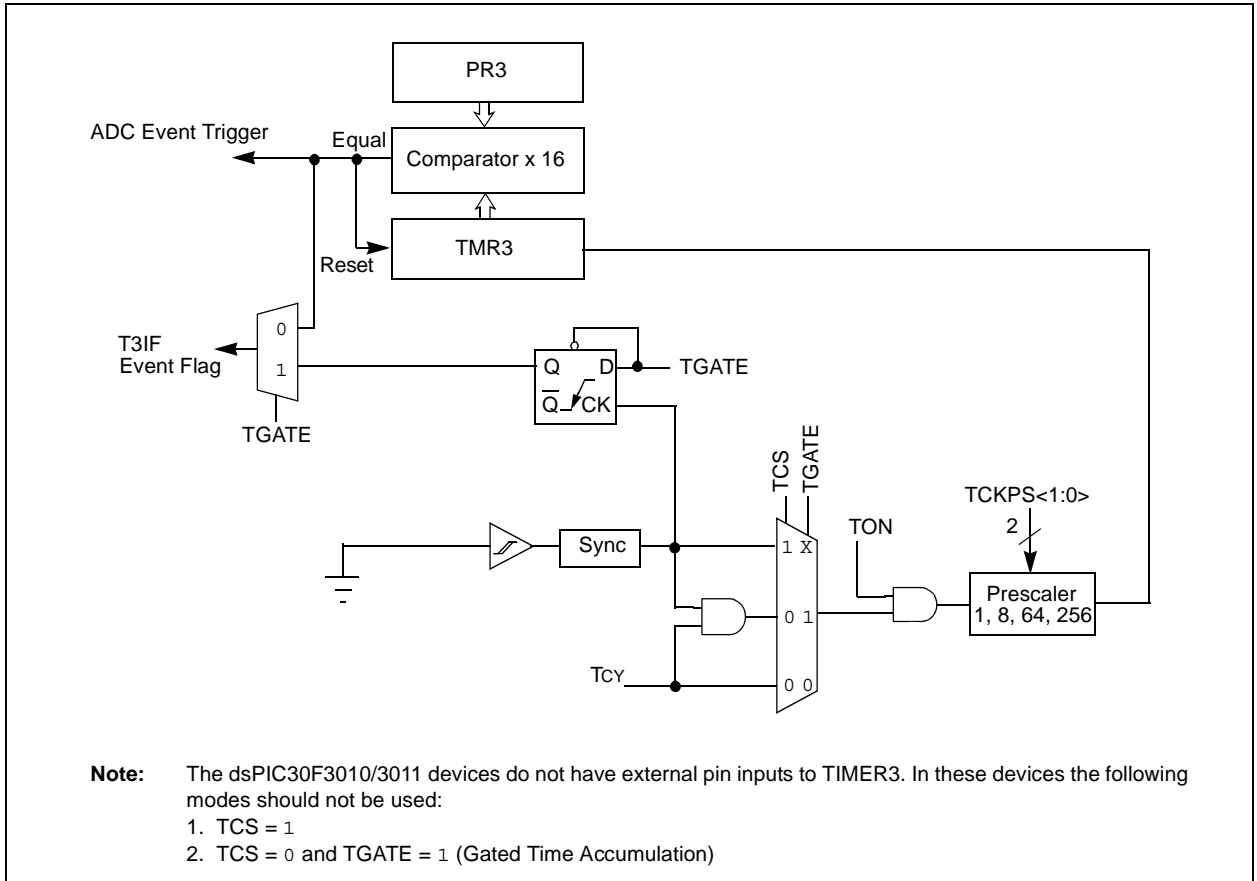 PR3
ADC Event Trigger
Equal
Comparator x 16
TMR3
Reset
0
T3IF
Event Flag
1
TGATE
Q
D
TGATE
Q
CK
TCS
TGATE
TCKPS<1:0>
2
TON
Sync
1 X
Prescaler
1, 8, 64, 256
0 1
TCY
0 0
Note: The dsPIC30F3010/3011 devices do not have external pin inputs to TIMER3. In these devices the following
modes should not be used:
1. TCS = 1
2. TCS = 0 and TGATE = 1 (Gated Time Accumulation)